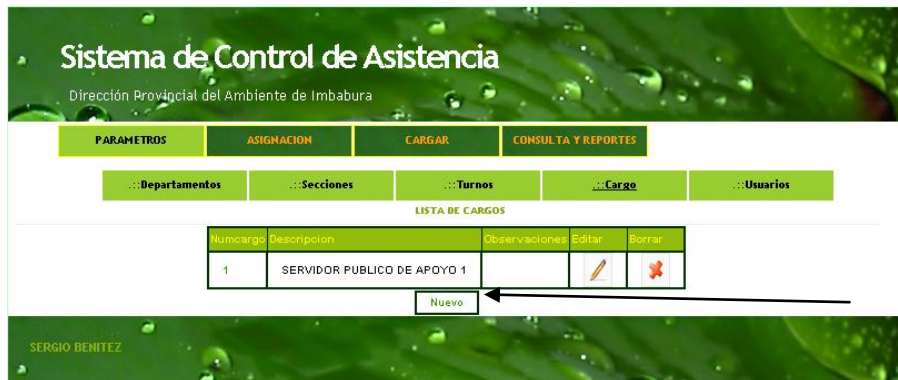 Sistema de Control de Asistencia
Dirección Provincial del Ambiente de Imbabura
PARAMETROS ASIGNACION CARGAR CONSULTA Y REPORTES
.::Departamentos .::Secciones .::Turnos .::Cargo .::Usuarios
LISTA DE CARGOS
Numcargo Descripcion Observaciones Editar Borrar
1 SERVIDOR PUBLICO DE APOYO 1
Nuevo
SERGIO BENITEZ